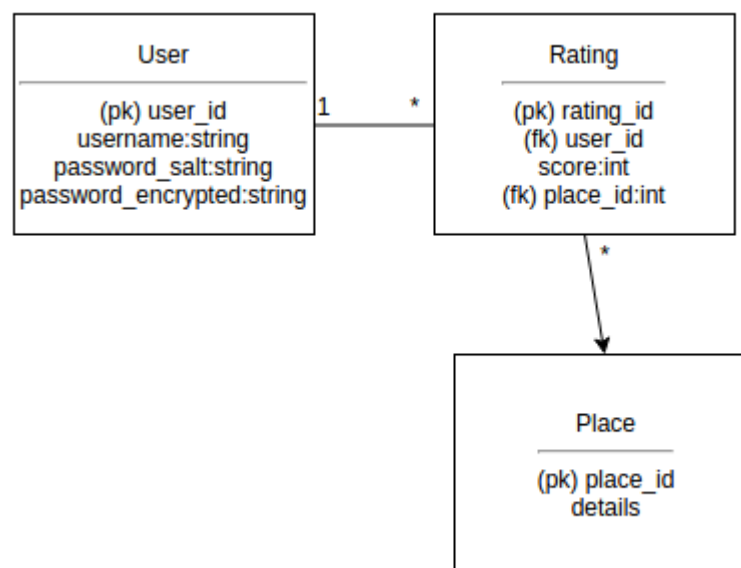 User
(pk) user_id
username:string
password_salt:string
password_encrypted:string
1
*
Rating
(pk) rating_id
(fk) user_id
score:int
(fk) place_id:int
*
Place
(pk) place_id
details